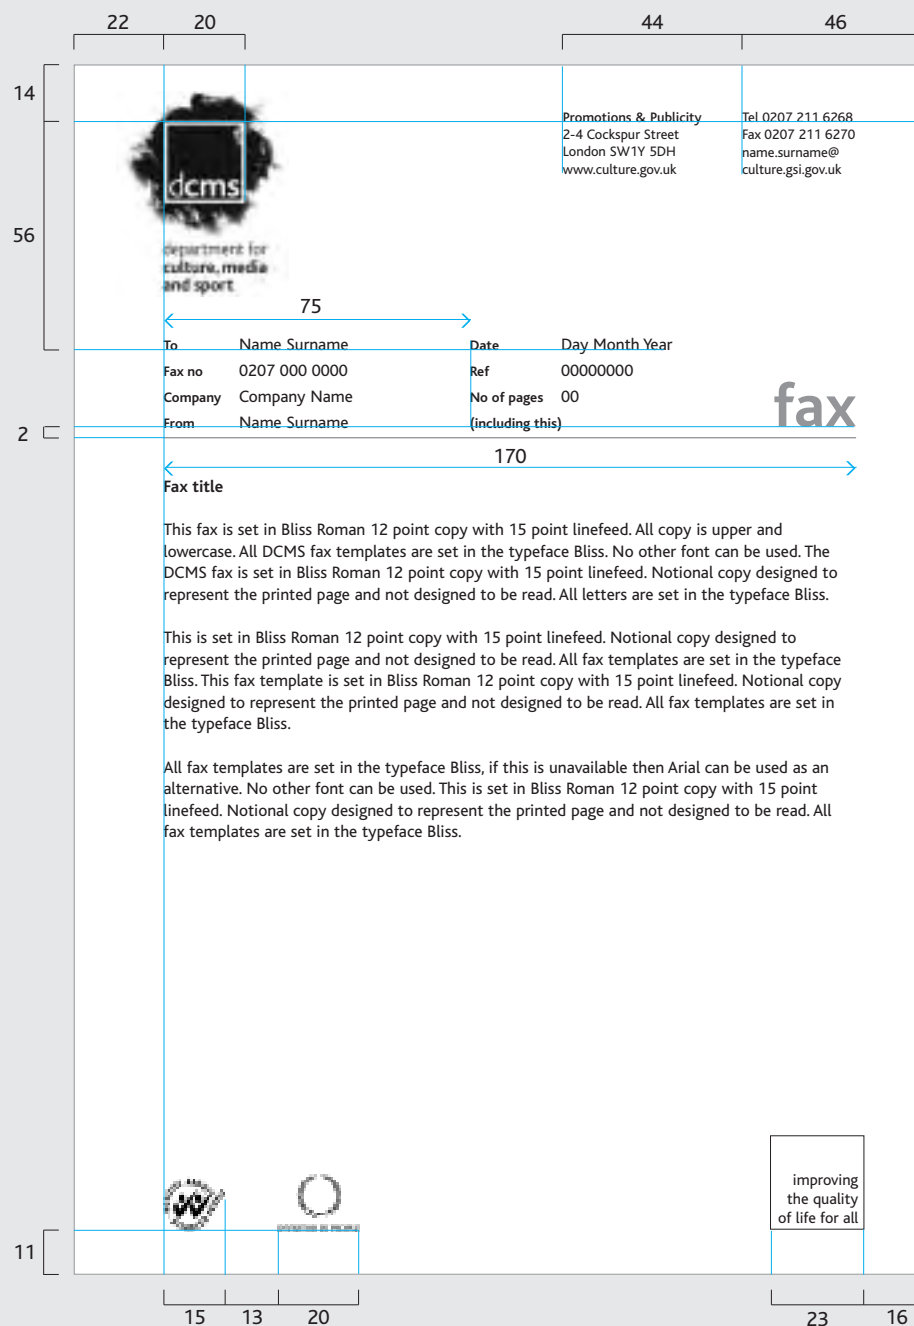 22 20 44 46
14
Promotions & Publicity Tel 0207 211 6268
2-4 Cockspur Street Fax 0207 211 6270
London SW1Y 5DH name.surname@
www.culture.gov.uk culture.gsi.gov.uk
dcms
56
department for
culture, media
and sport
75
To Name Surname Date Day Month Year
Fax no 0207 000 0000 Ref 00000000
Company Company Name No of pages 00
From Name Surname (including this)
fax
2
170
Fax title
This fax is set in Bliss Roman 12 point copy with 15 point linefeed. All copy is upper and
lowercase. All DCMS fax templates are set in the typeface Bliss. No other font can be used. The
DCMS fax is set in Bliss Roman 12 point copy with 15 point linefeed. Notional copy designed to
represent the printed page and not designed to be read. All letters are set in the typeface Bliss.
This is set in Bliss Roman 12 point copy with 15 point linefeed. Notional copy designed to
represent the printed page and not designed to be read. All fax templates are set in the typeface
Bliss. This fax template is set in Bliss Roman 12 point copy with 15 point linefeed. Notional copy
designed to represent the printed page and not designed to be read. All fax templates are set in
the typeface Bliss.
All fax templates are set in the typeface Bliss, if this is unavailable then Arial can be used as an
alternative. No other font can be used. This is set in Bliss Roman 12 point copy with 15 point
linefeed. Notional copy designed to represent the printed page and not designed to be read. All
fax templates are set in the typeface Bliss.
improving
the quality
of life for all
11
15 13 20 23 16